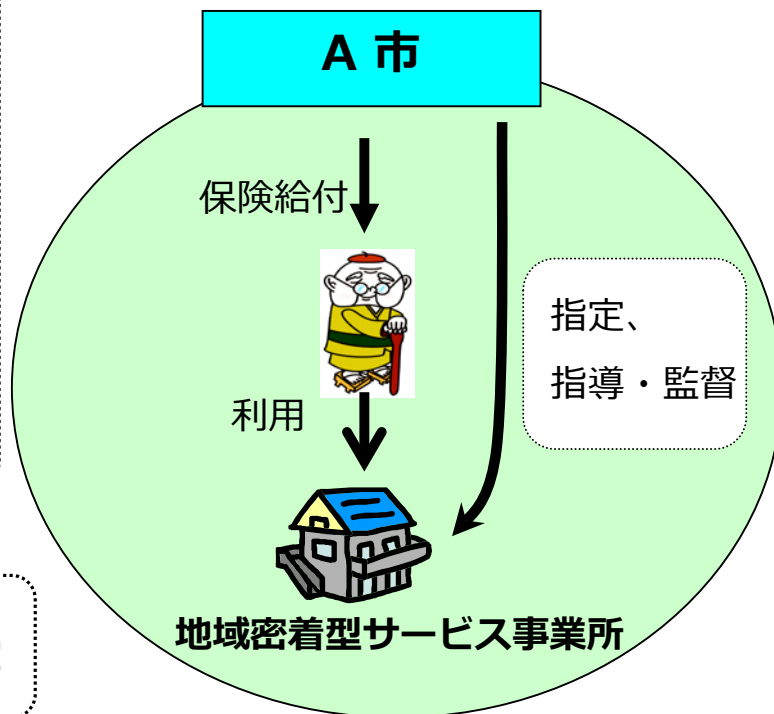 A 市
保険給付
指定、
指導・監督
利用
地域密着型サービス事業所